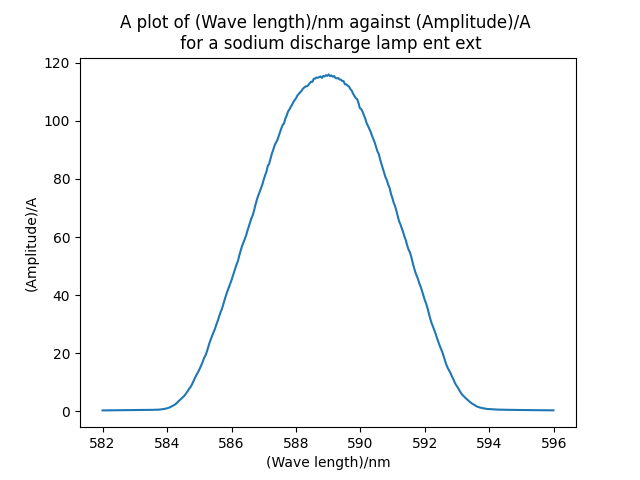 A plot of (Wave length)/nm against (Amplitude)/A
for a sodium discharge lamp ent ext
120
100
80
60
40
20
0
(Amplitude)/A
582 584 586 588 590 592 594 596
(Wave length)/nm